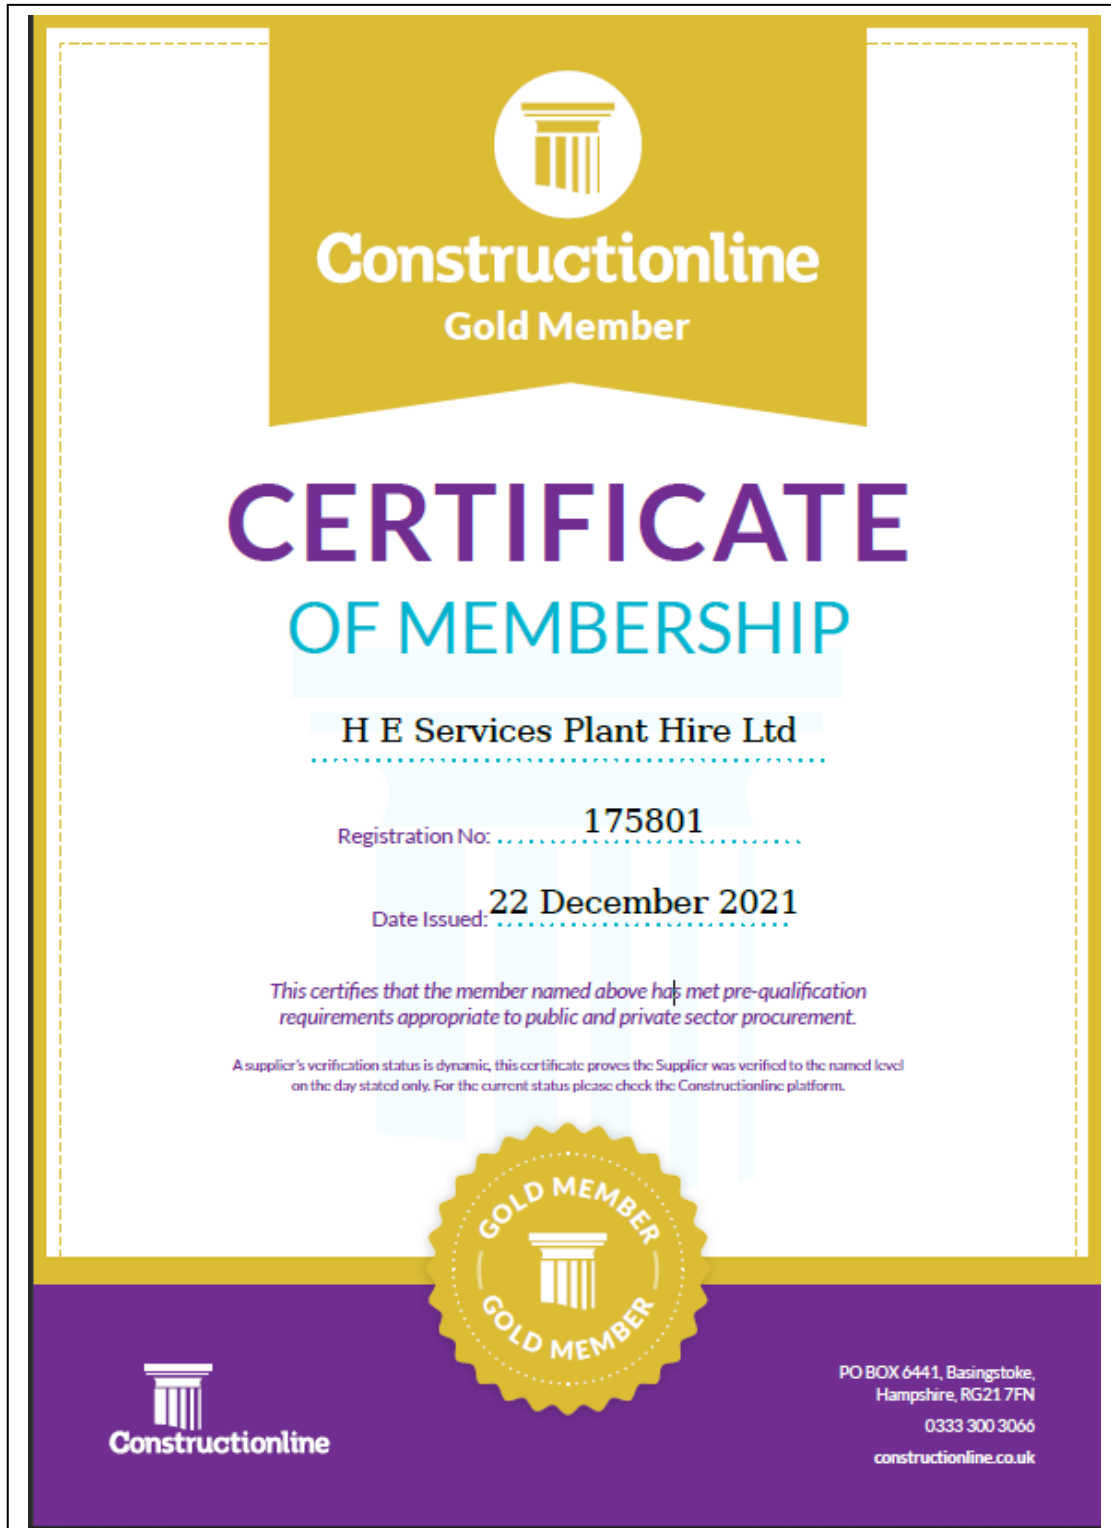 Constructionline
Gold Member
CERTIFICATE
OF MEMBERSHIP
H E Services Plant Hire Ltd
Registration No: 175801
Date Issued: 22 December 2021
This certifies that the member named above has met pre-qualification
requirements appropriate to public and private sector procurement.
A supplier's verification status is dynamic, this certificate proves the Supplier was verified to the named level
on the day stated only. For the current status please check the Constructionline platform.
GOLD MEMBER
GOLD MEMBER
Constructionline
PO BOX 6441, Basingstoke,
Hampshire, RG21 7FN
0333 300 3066
constructionline.co.uk